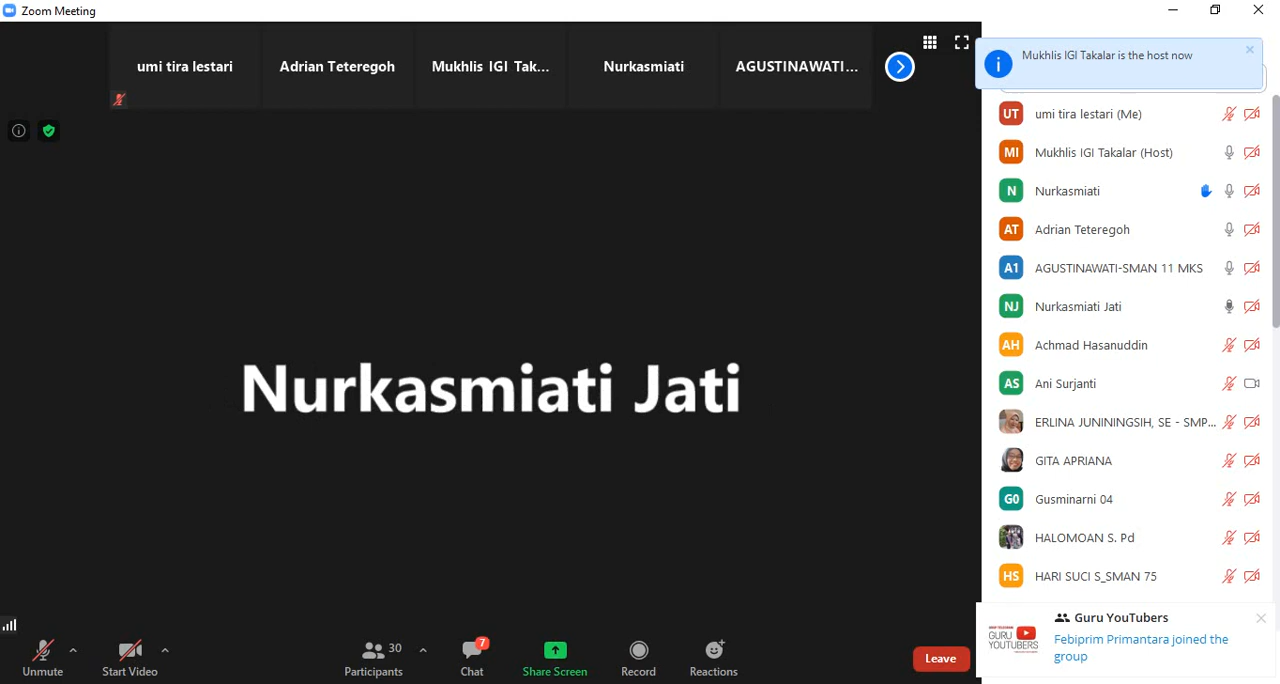 Zoom Meeting
umi tira lestari
Adrian Teteregoh
Mukhlis IGI Tak...
Nurkasmiati
AGUSTINAWATI...
Mukhlis IGI Takalar is the host now
UT umi tira lestari (Me)
MI Mukhlis IGI Takalar (Host)
N Nurkasmiati
AT Adrian Teteregoh
A1 AGUSTINAWATI-SMAN 11 MKS
NJ Nurkasmiati Jati
AH Achmad Hasanuddin
AS Ani Surjanti
ERLINA JUNININGSIH, SE - SMP...
GITA APRIANA
G0 Gusminarni 04
HALOMOAN S. Pd
HS HARI SUCI S_SMAN 75
Nurkasmiati Jati
Guru YouTubers
GURU
YOUTUBERS
Febiprim Primantara joined the
group
Unmute
Start Video
30
Participants
7
Chat
Share Screen
Record
Reactions
Leave